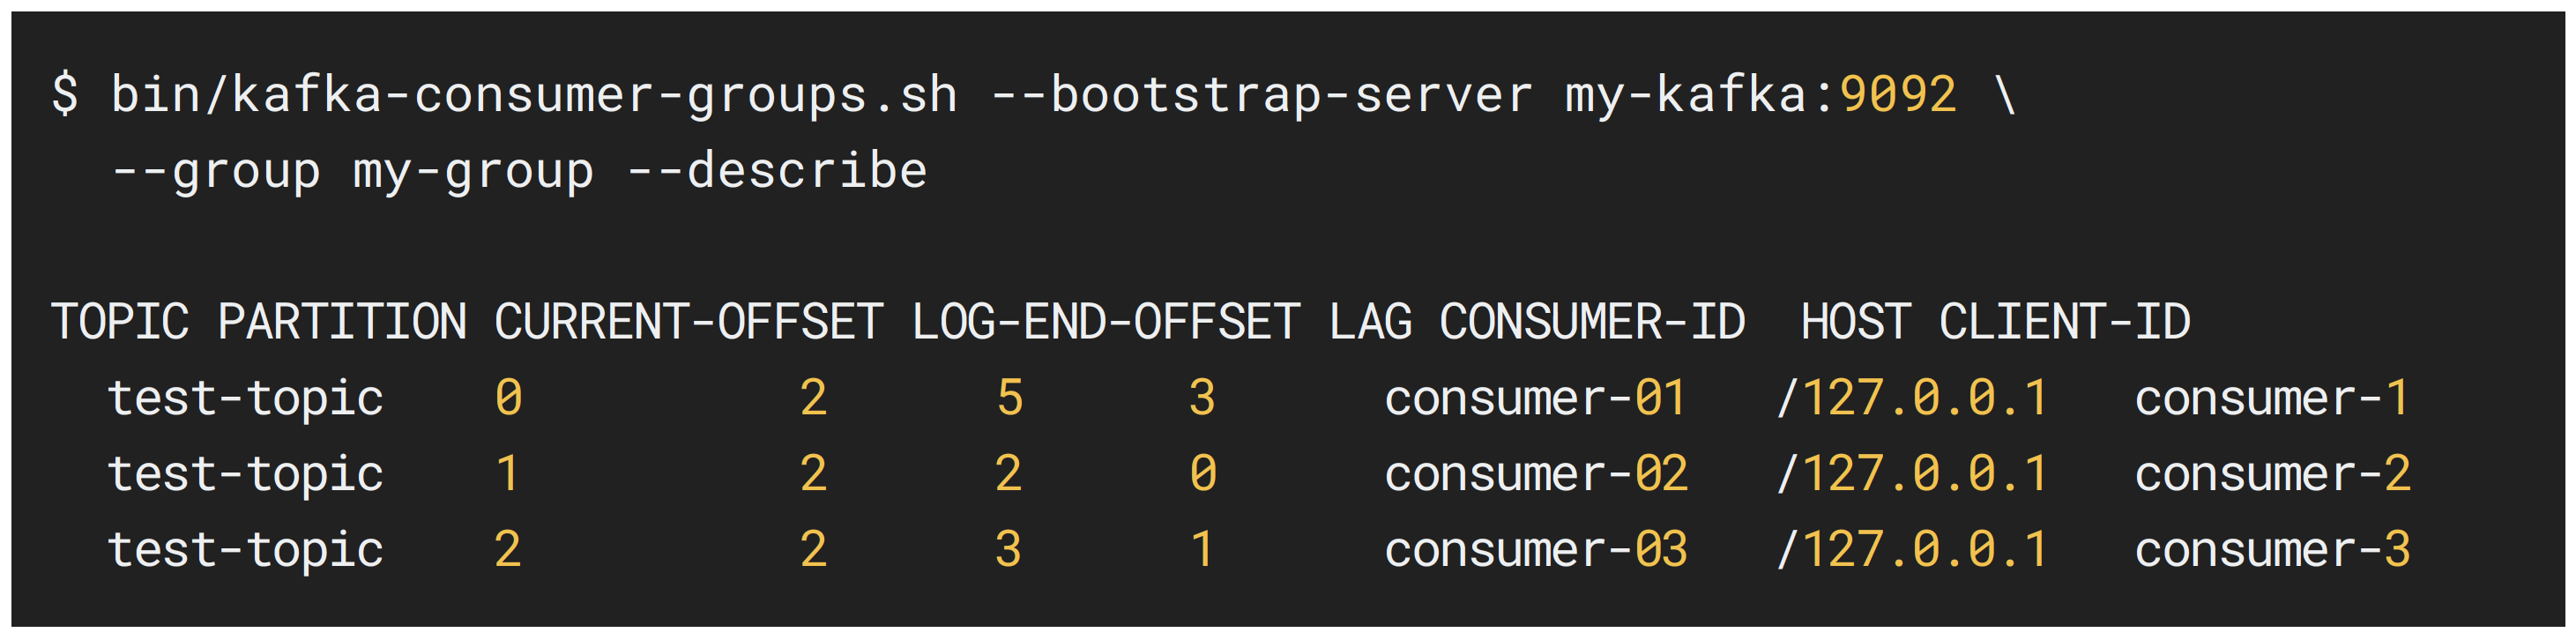 $ bin/kafka-consumer-groups.sh --bootstrap-server my-kafka:9092 \
--group my-group --describe
TOPIC PARTITION CURRENT-OFFSET LOG-END-OFFSET LAG CONSUMER-ID HOST CLIENT-ID
test-topic 0 2 5 3 consumer-01 /127.0.0.1 consumer-1
test-topic 1 2 2 0 consumer-02 /127.0.0.1 consumer-2
test-topic 2 2 3 1 consumer-03 /127.0.0.1 consumer-3